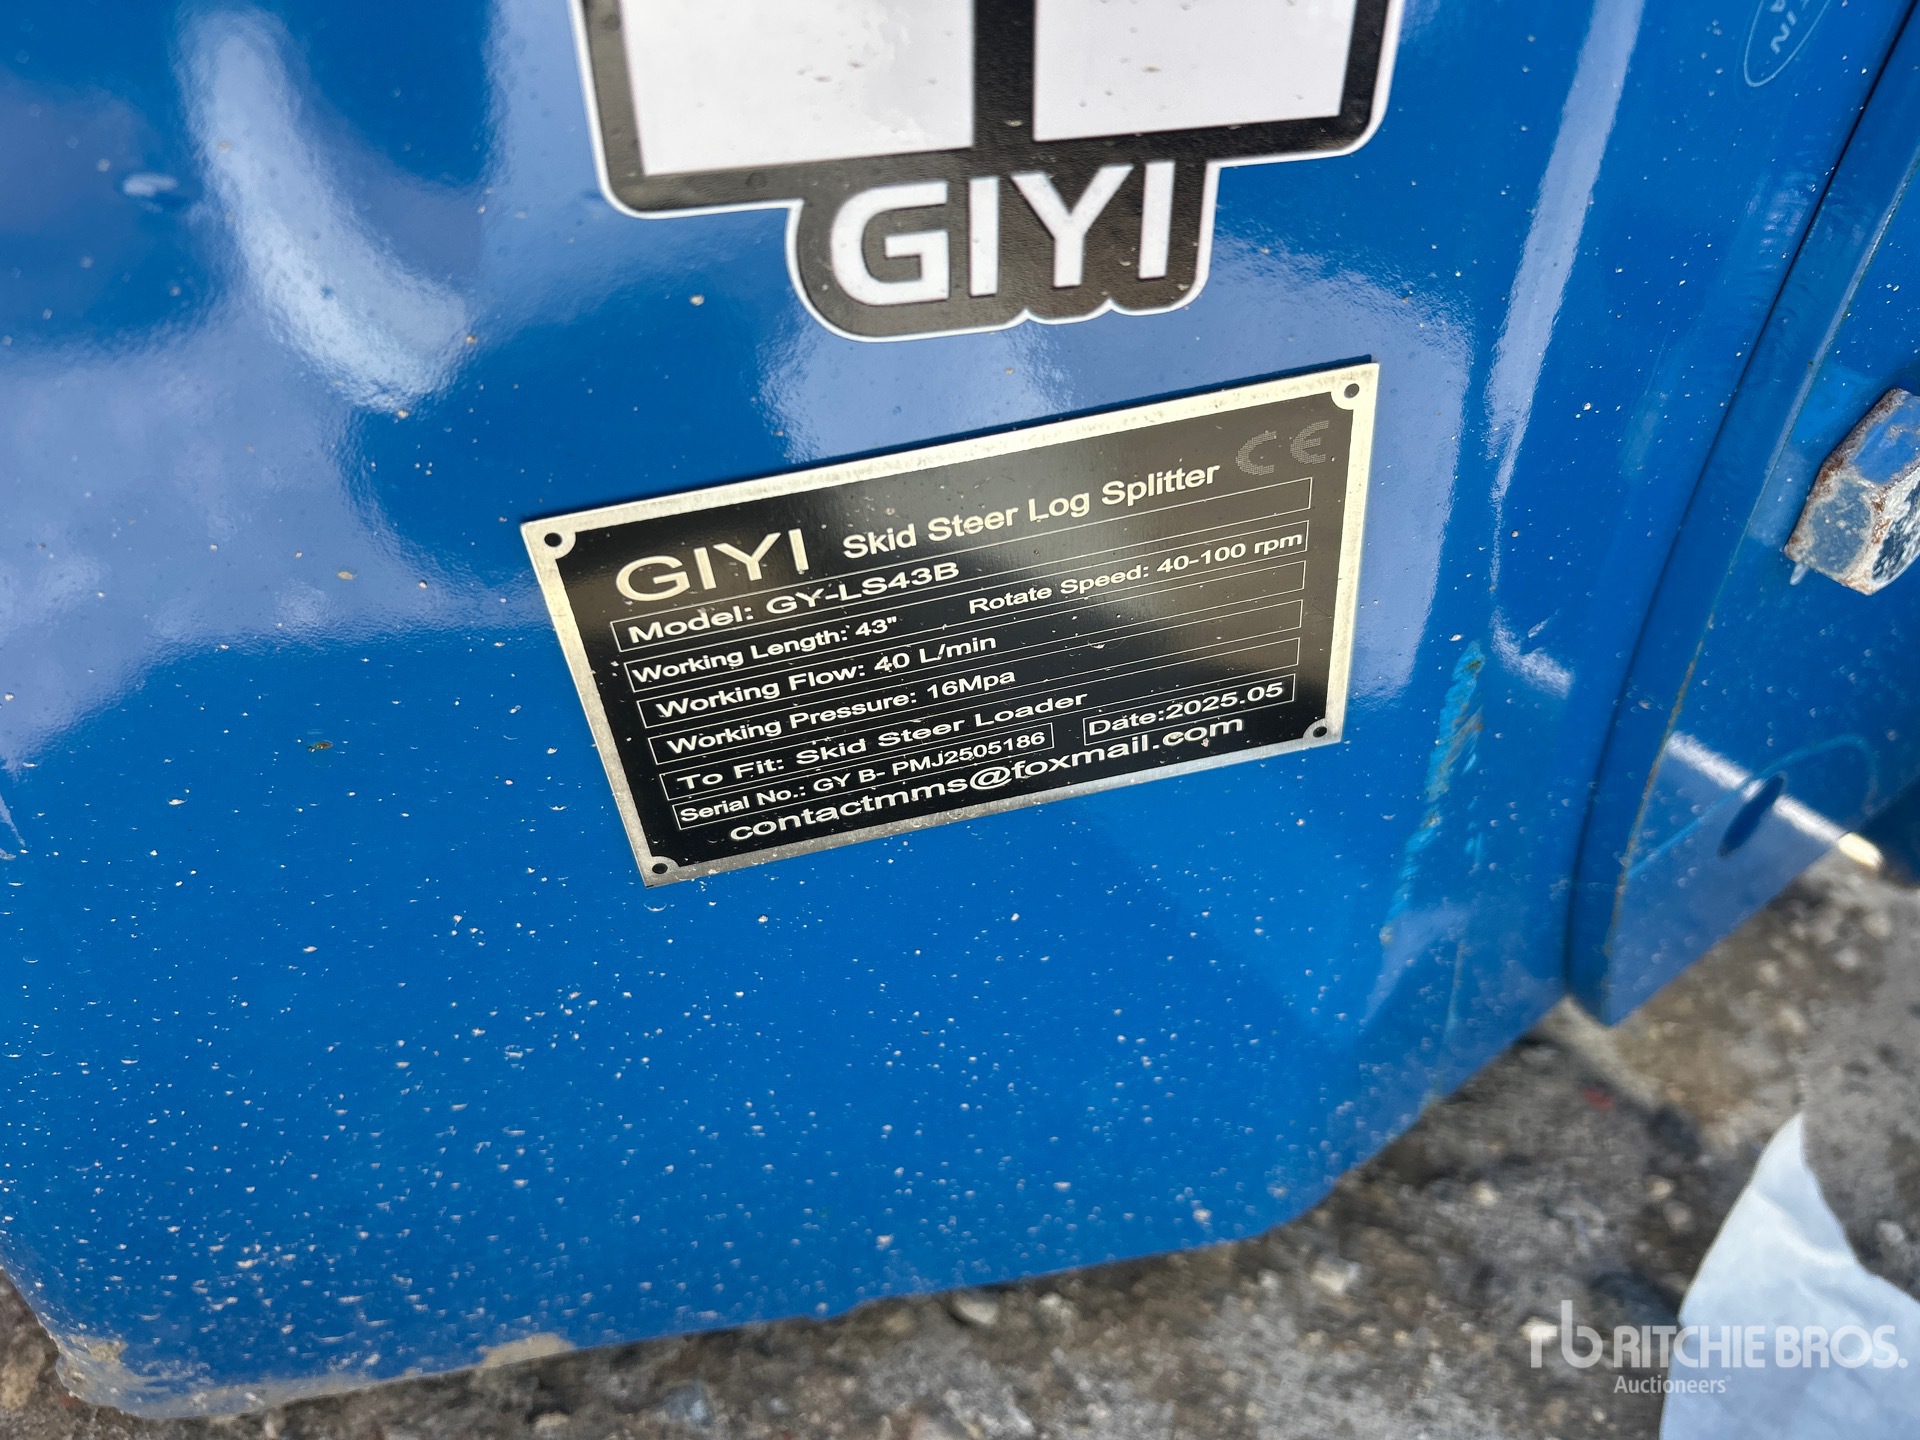 GIYI
GIYI Skid Steer Log Splitter CE
Model: GY-LS43B
Working Length: 43" Rotate Speed: 40-100 rpm
Working Flow: 40 L/min
Working Pressure: 16Mpa
To Fit: Skid Steer Loader
Serial No.: GY B- PMJ2505186 Date:2025.05
contactmms@foxmail.com
rb RITCHIE BROS.
Auctioneers